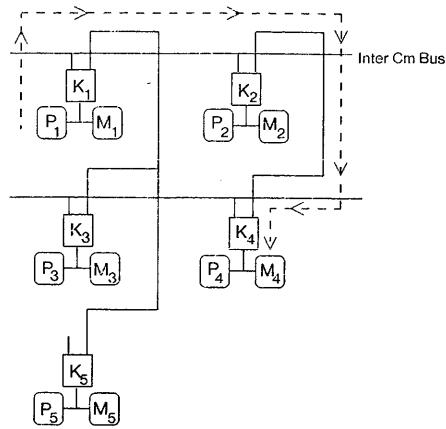 Inter Cm Bus
K1
K2
P1 M1
P2 M2
K3
K4
P3 M3
P4 M4
K5
P5 M5